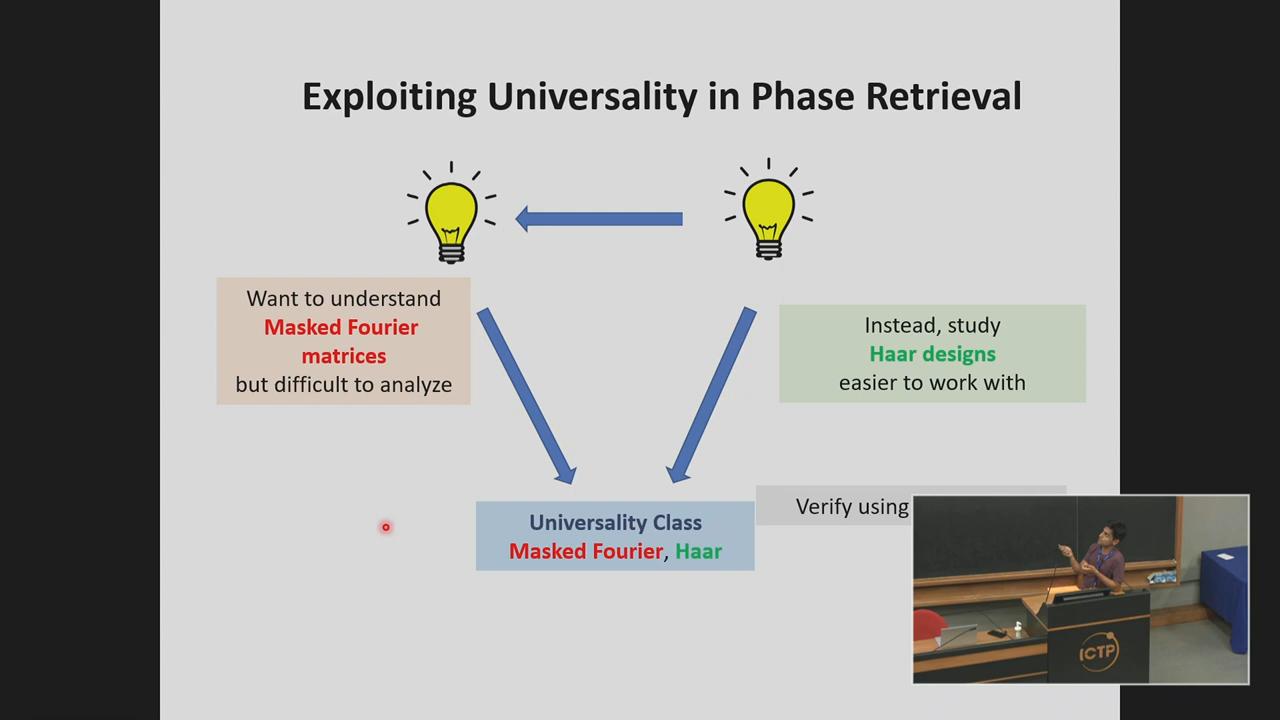 Exploiting Universality in Phase Retrieval
Want to understand
Masked Fourier
matrices
but difficult to analyze
Instead, study
Haar designs
easier to work with
Universality Class
Masked Fourier, Haar
Verify using
ICTP